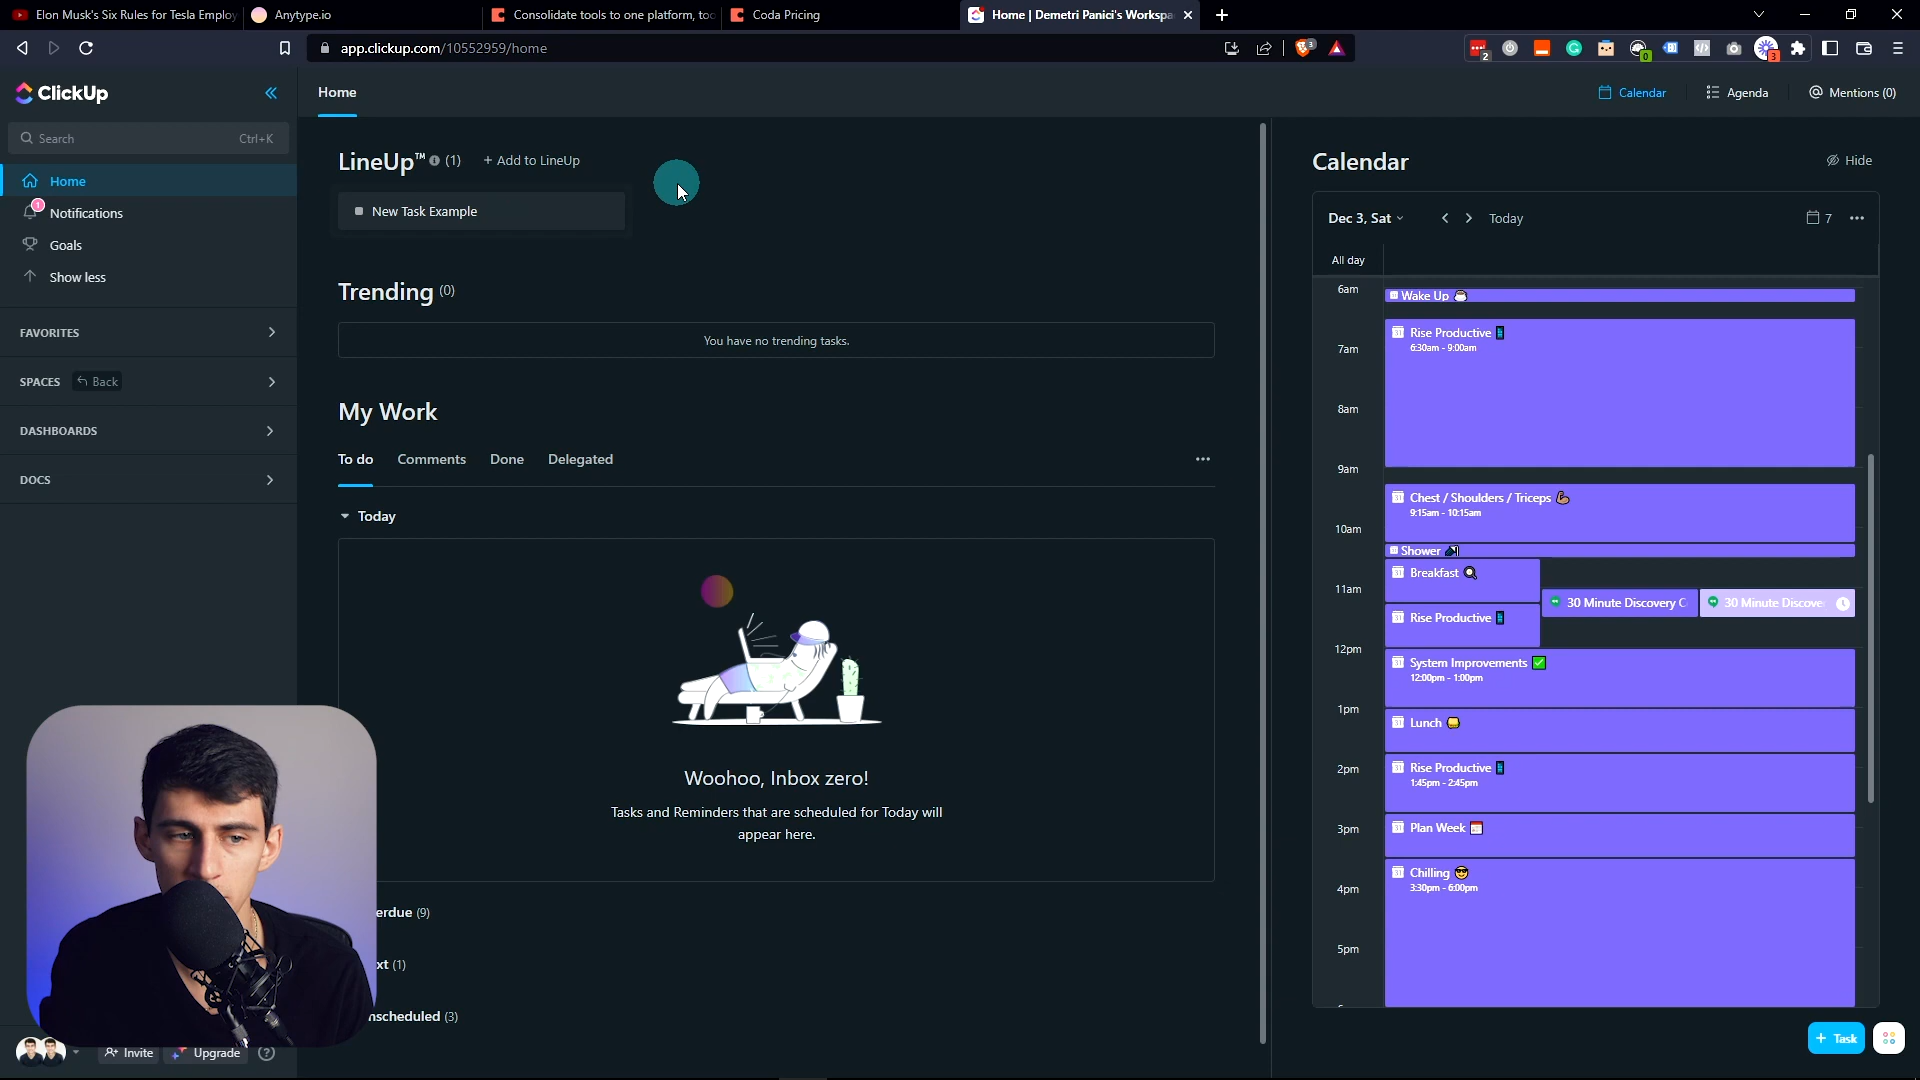 Elon Musk's Six Rules for Tesla Employ
Anytype.io
Consolidate tools to one platform, too
Coda Pricing
Home | Demetri Panici's Workspa
app.clickup.com/10552959/home
ClickUp
Search
Ctrl+K
Home
Notifications
Goals
Show less
FAVORITES
SPACES
Back
DASHBOARDS
DOCS
Invite
Upgrade
Home
LineUp™ (1)
+ Add to LineUp
New Task Example
Trending (0)
You have no trending tasks.
My Work
To do
Comments
Done
Delegated
Today
Woohoo, Inbox zero!
Tasks and Reminders that are scheduled for Today will
appear here.
erdue (9)
xt (1)
nscheduled (3)
Calendar
Agenda
Mentions (0)
Calendar
Hide
Dec 3, Sat
Today
7
All day
6am
Wake Up
Rise Productive
6:30am - 9:00am
7am
8am
9am
Chest / Shoulders / Triceps
9:15am - 10:15am
10am
Shower
Breakfast
11am
30 Minute Discovery C
30 Minute Discove
Rise Productive
12pm
System Improvements
12:00pm - 1:00pm
1pm
Lunch
2pm
Rise Productive
1:45pm - 2:45pm
3pm
Plan Week
Chilling
3:30pm - 6:00pm
4pm
5pm
+ Task